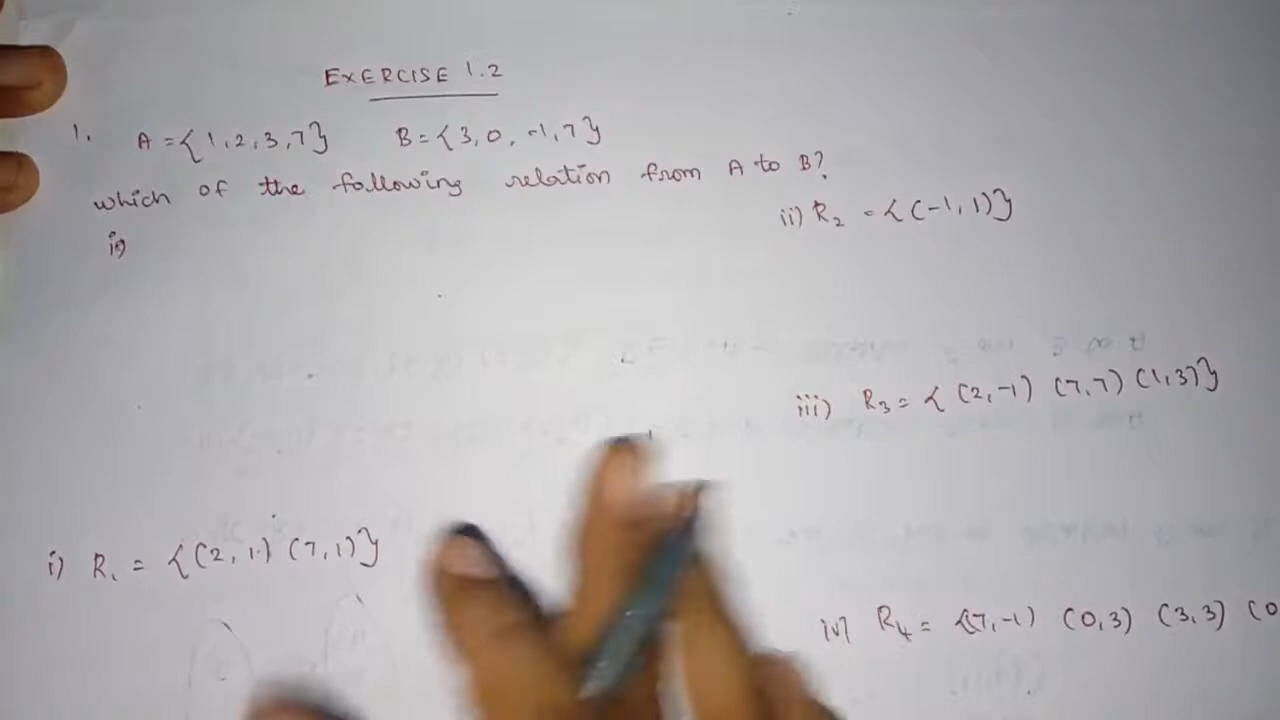 EXERCISE 1.2
1. A = {1, 2, 3, 7} B = {3, 0, -1, 7}
which of the following relation from A to B?
ii) R₂ = {(-1, 1)}
iii) R₃ = {(2, -1) (7, 7) (1, 3)}
i) R₁ = {(2, 1) (7, 1)}
iv) R₄ = {(7, -1) (0, 3) (3, 3) (0